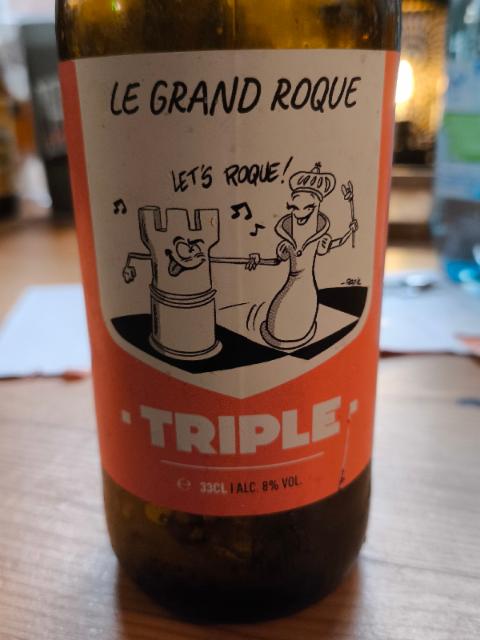 LE GRAND ROQUE
LET'S ROQUE!
· TRIPLE ·
℮ 33CL | ALC. 8% VOL.